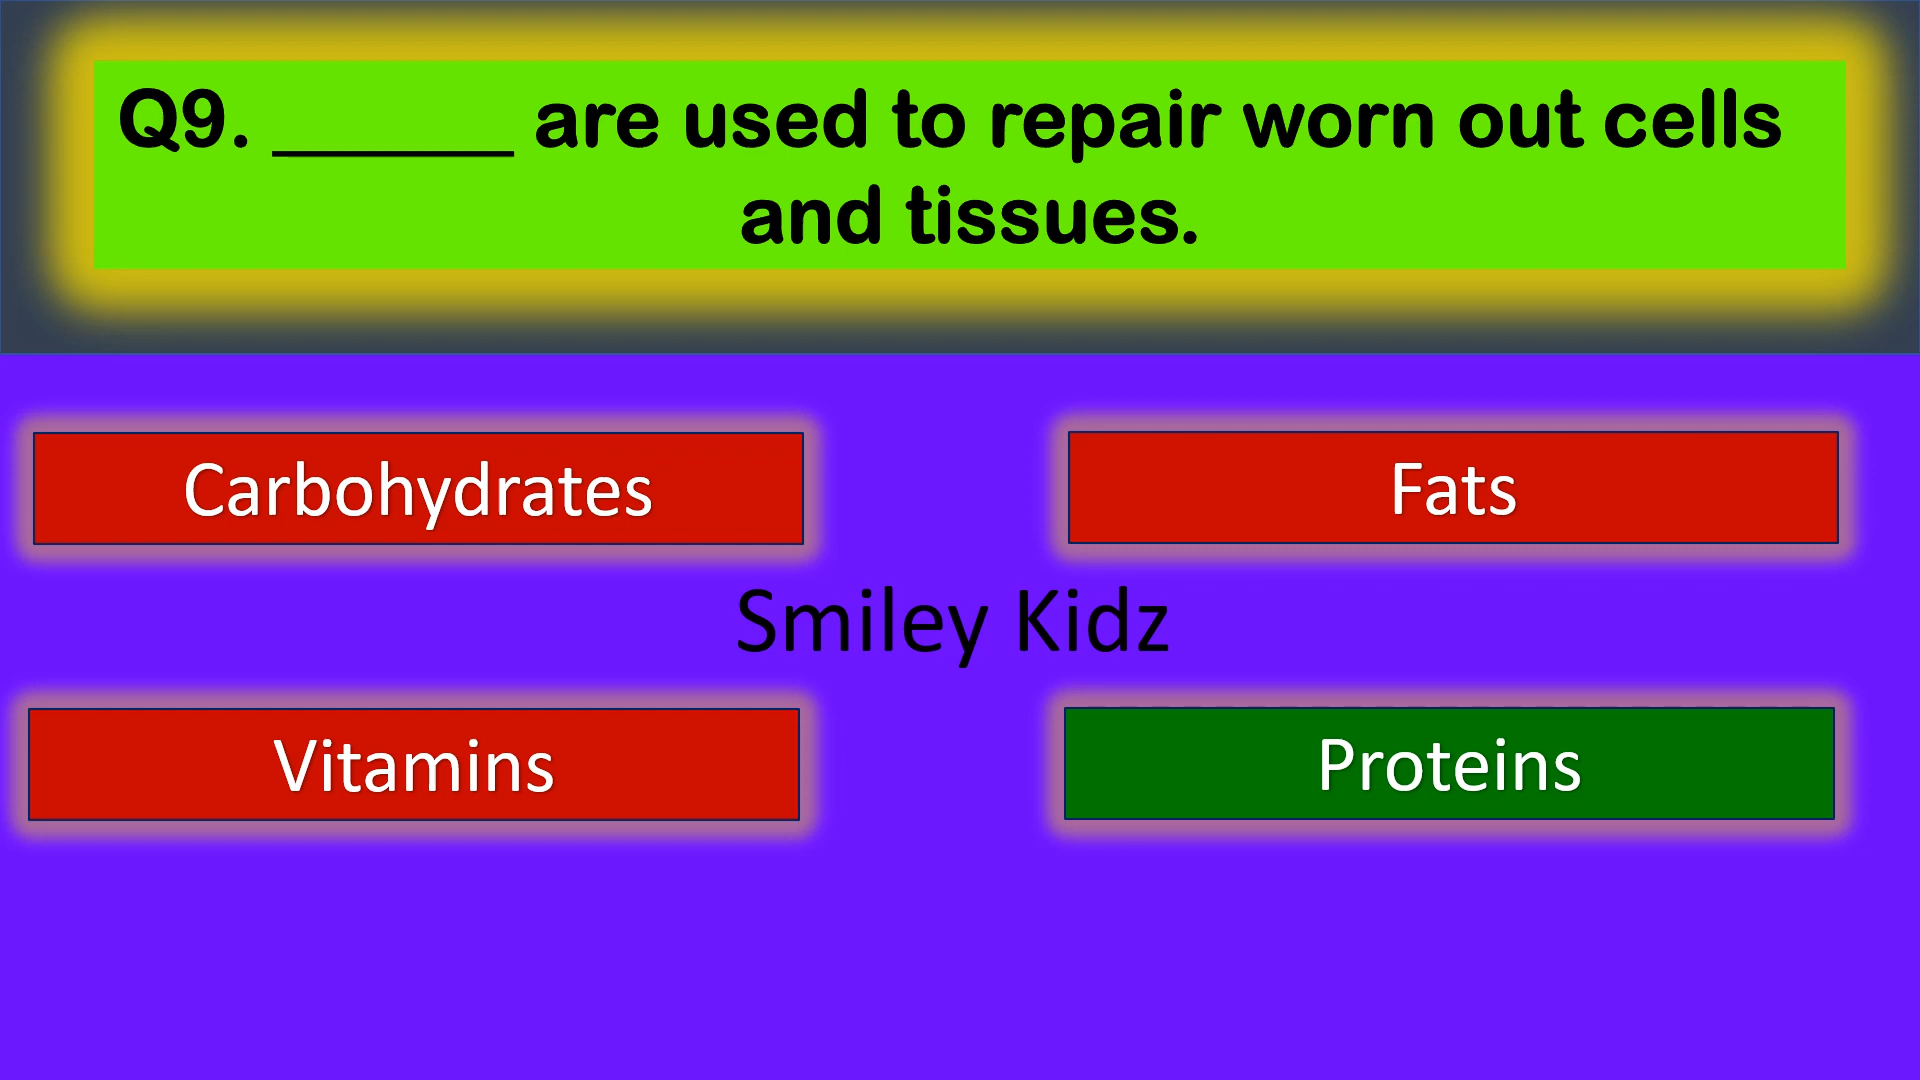 Q9. ______ are used to repair worn out cells
and tissues.
Carbohydrates
Fats
Smiley Kidz
Vitamins
Proteins